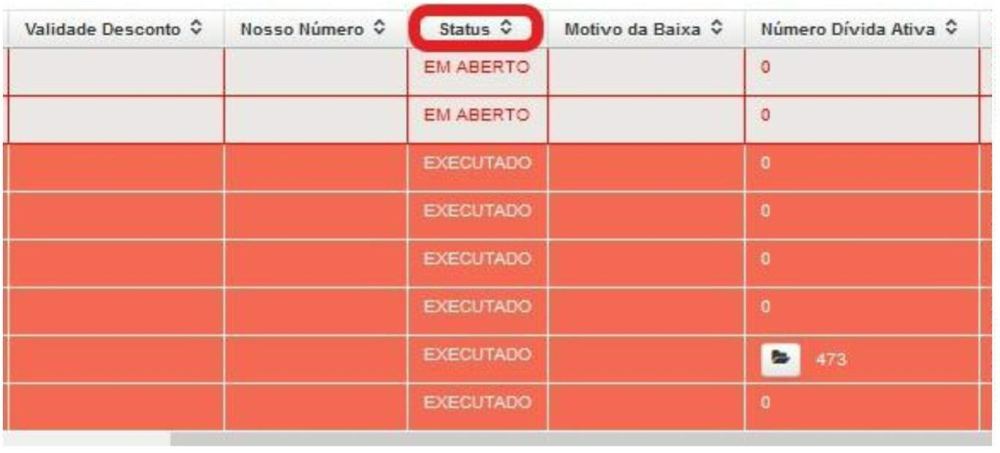 Validade Desconto Nosso Número Status Motivo da Baixa Número Dívida Ativa
EM ABERTO 0
EM ABERTO 0
EXECUTADO 0
EXECUTADO 0
EXECUTADO 0
EXECUTADO 0
EXECUTADO 473
EXECUTADO 0